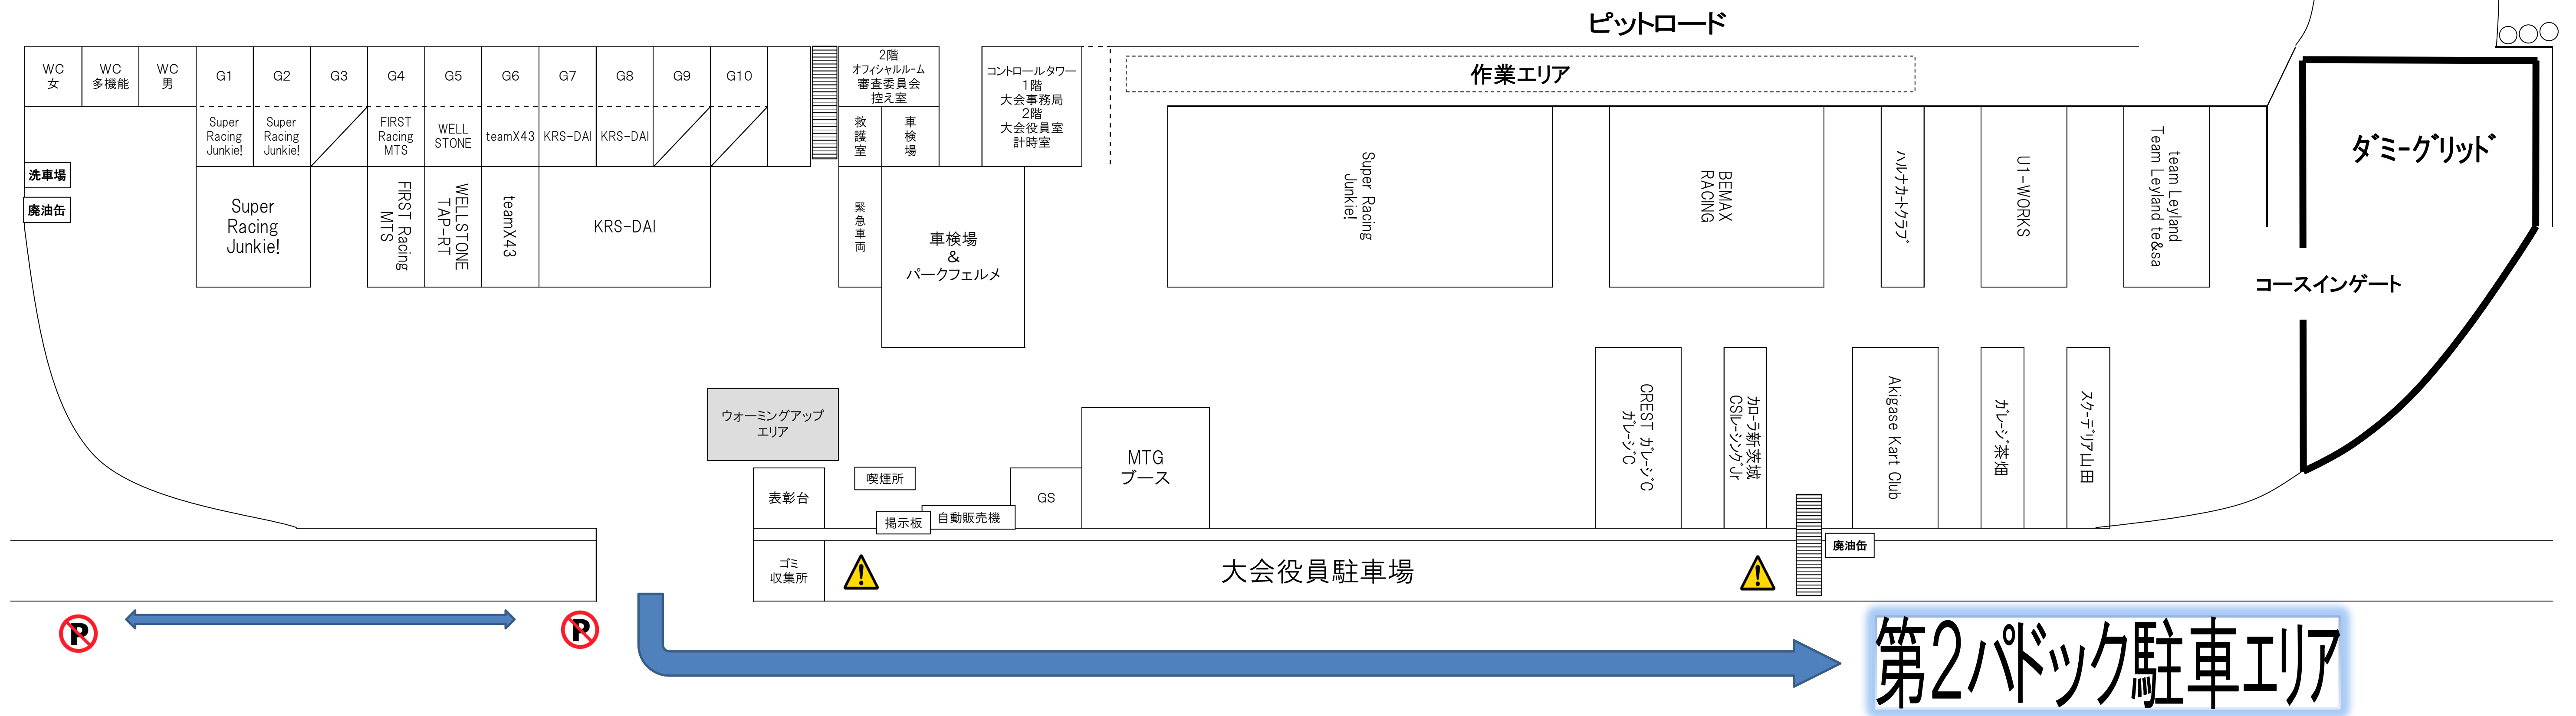 ピットロード
作業エリア
WC
女
WC
多機能
WC
男
G1
G2
G3
G4
G5
G6
G7
G8
G9
G10
2階
オフィシャルルーム
審査委員会
控え室
コントロールタワー
1階
大会事務局
2階
大会役員室
計時室
Super
Racing
Junkie!
Super
Racing
Junkie!
FIRST
Racing
MTS
WELL
STONE
teamX43
KRS-DAI
KRS-DAI
救護室
車検場
洗車場
廃油缶
Super
Racing
Junkie!
FIRST Racing
MTS
WELLSTONE
TAP-RT
teamX43
KRS-DAI
緊急車両
車検場
&
パークフェルメ
Super Racing
Junkie!
BEMAX
RACING
ハルナカートクラブ
U1-WORKS
team Leyland
Team Leyland te&sa
ダミーグリッド
コースインゲート
ウォーミングアップ
エリア
MTG
ブース
CREST ガレージC
ガレージC
カローラ新茨城
CSIレーシングJr
Akigase Kart Club
ガレージ茶畑
スクーデリア山田
表彰台
喫煙所
GS
掲示板
自動販売機
ゴミ
収集所
大会役員駐車場
廃油缶
P
P
第2パドック駐車エリア